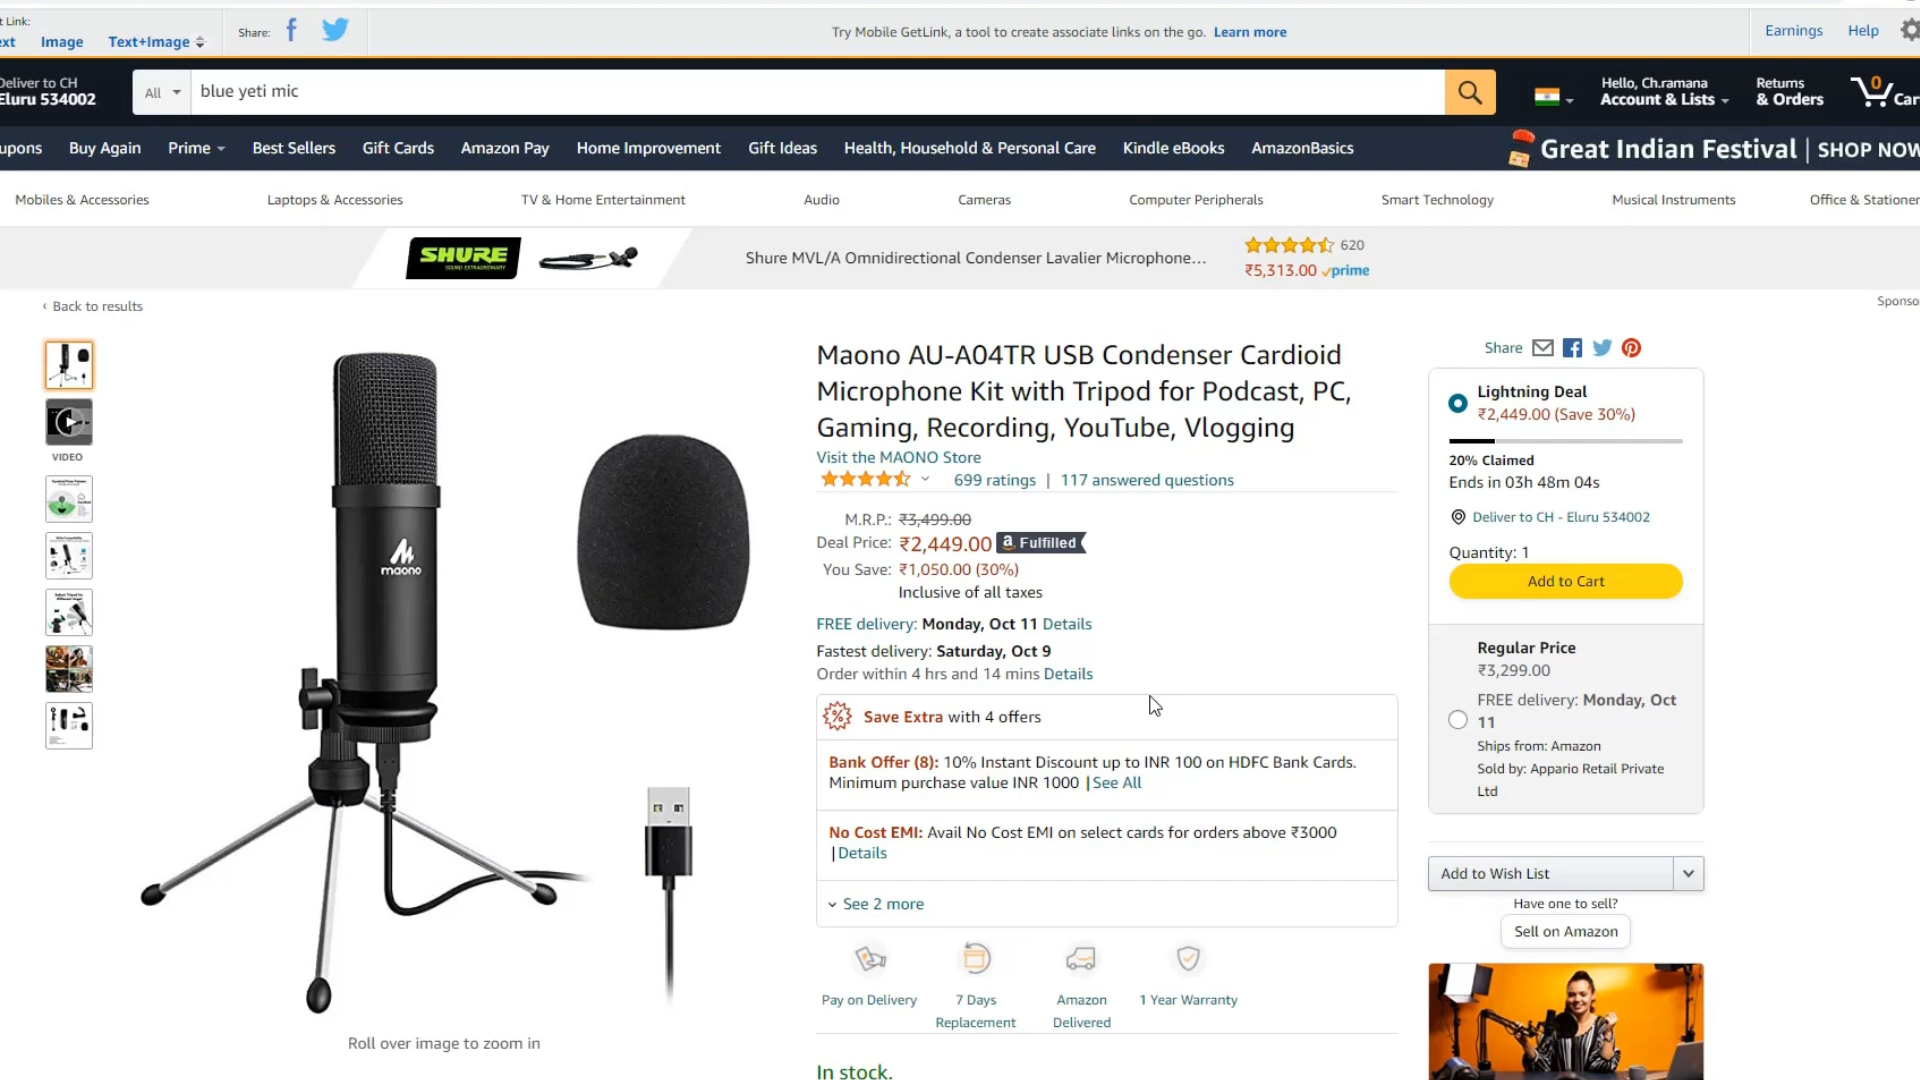 t Link:
ext Image Text+Image
Share:
Try Mobile GetLink, a tool to create associate links on the go. Learn more
Earnings Help
Deliver to CH
Eluru 534002
All
blue yeti mic
Hello, Ch.ramana
Account & Lists
Returns
& Orders
0
Car
upons Buy Again Prime Best Sellers Gift Cards Amazon Pay Home Improvement Gift Ideas Health, Household & Personal Care Kindle eBooks AmazonBasics
Great Indian Festival | SHOP NOW
Mobiles & Accessories Laptops & Accessories TV & Home Entertainment Audio Cameras Computer Peripherals Smart Technology Musical Instruments Office & Stationer
SHURE
SOUND EXTRAORDINARY
Shure MVL/A Omnidirectional Condenser Lavalier Microphone...
620
₹5,313.00 prime
‹ Back to results
Sponso
VIDEO
maono
Roll over image to zoom in
Maono AU-A04TR USB Condenser Cardioid
Microphone Kit with Tripod for Podcast, PC,
Gaming, Recording, YouTube, Vlogging
Visit the MAONO Store
699 ratings | 117 answered questions
M.R.P.: ₹3,499.00
Deal Price: ₹2,449.00 a Fulfilled
You Save: ₹1,050.00 (30%)
Inclusive of all taxes
FREE delivery: Monday, Oct 11 Details
Fastest delivery: Saturday, Oct 9
Order within 4 hrs and 14 mins Details
Save Extra with 4 offers
Bank Offer (8): 10% Instant Discount up to INR 100 on HDFC Bank Cards.
Minimum purchase value INR 1000 | See All
No Cost EMI: Avail No Cost EMI on select cards for orders above ₹3000
| Details
See 2 more
Pay on Delivery
7 Days
Replacement
Amazon
Delivered
1 Year Warranty
In stock.
Share
Lightning Deal
₹2,449.00 (Save 30%)
20% Claimed
Ends in 03h 48m 04s
Deliver to CH - Eluru 534002
Quantity: 1
Add to Cart
Regular Price
₹3,299.00
FREE delivery: Monday, Oct
11
Ships from: Amazon
Sold by: Appario Retail Private
Ltd
Add to Wish List
Have one to sell?
Sell on Amazon